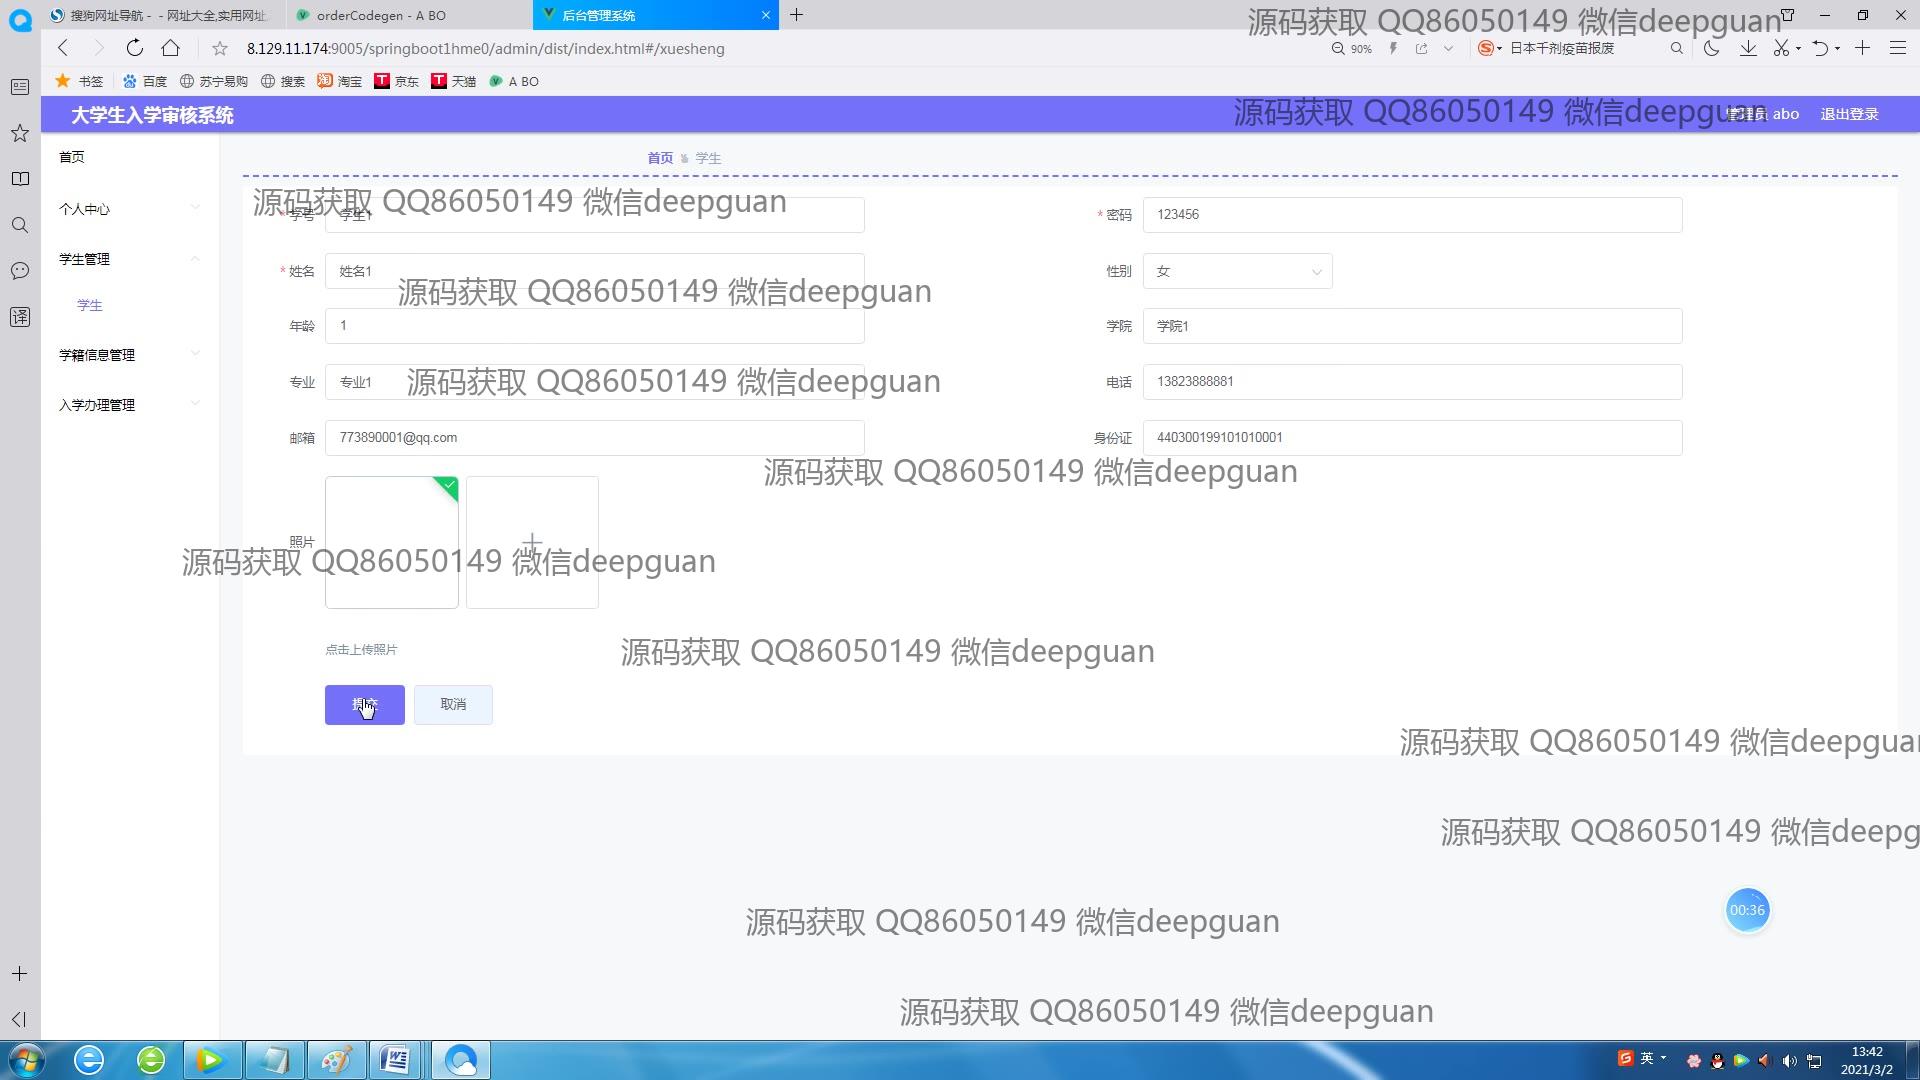 搜狗网址导航 - - 网址大全,实用网址
orderCodegen - A BO
后台管理系统
源码获取 QQ86050149 微信deepguan
8.129.11.174:9005/springboot1hme0/admin/dist/index.html#/xuesheng
90%
日本千剂疫苗报废
书签
百度
苏宁易购
搜索
淘宝
京东
天猫
A BO
大学生入学审核系统
源码获取 QQ86050149 微信deepguan
管理员 abo
退出登录
首页
首页
学生
个人中心
源码获取 QQ86050149 微信deepguan
* 学号
学生1
* 密码
123456
学生管理
* 姓名
姓名1
性别
女
源码获取 QQ86050149 微信deepguan
学生
译
年龄
1
学院
学院1
学籍信息管理
专业
专业1
源码获取 QQ86050149 微信deepguan
电话
13823888881
入学办理管理
邮箱
773890001@qq.com
身份证
440300199101010001
源码获取 QQ86050149 微信deepguan
照片
源码获取 QQ86050149 微信deepguan
点击上传照片
源码获取 QQ86050149 微信deepguan
提交
取消
源码获取 QQ86050149 微信deepguan
源码获取 QQ86050149 微信deepg
00:36
源码获取 QQ86050149 微信deepguan
源码获取 QQ86050149 微信deepguan
英
13:42
2021/3/2